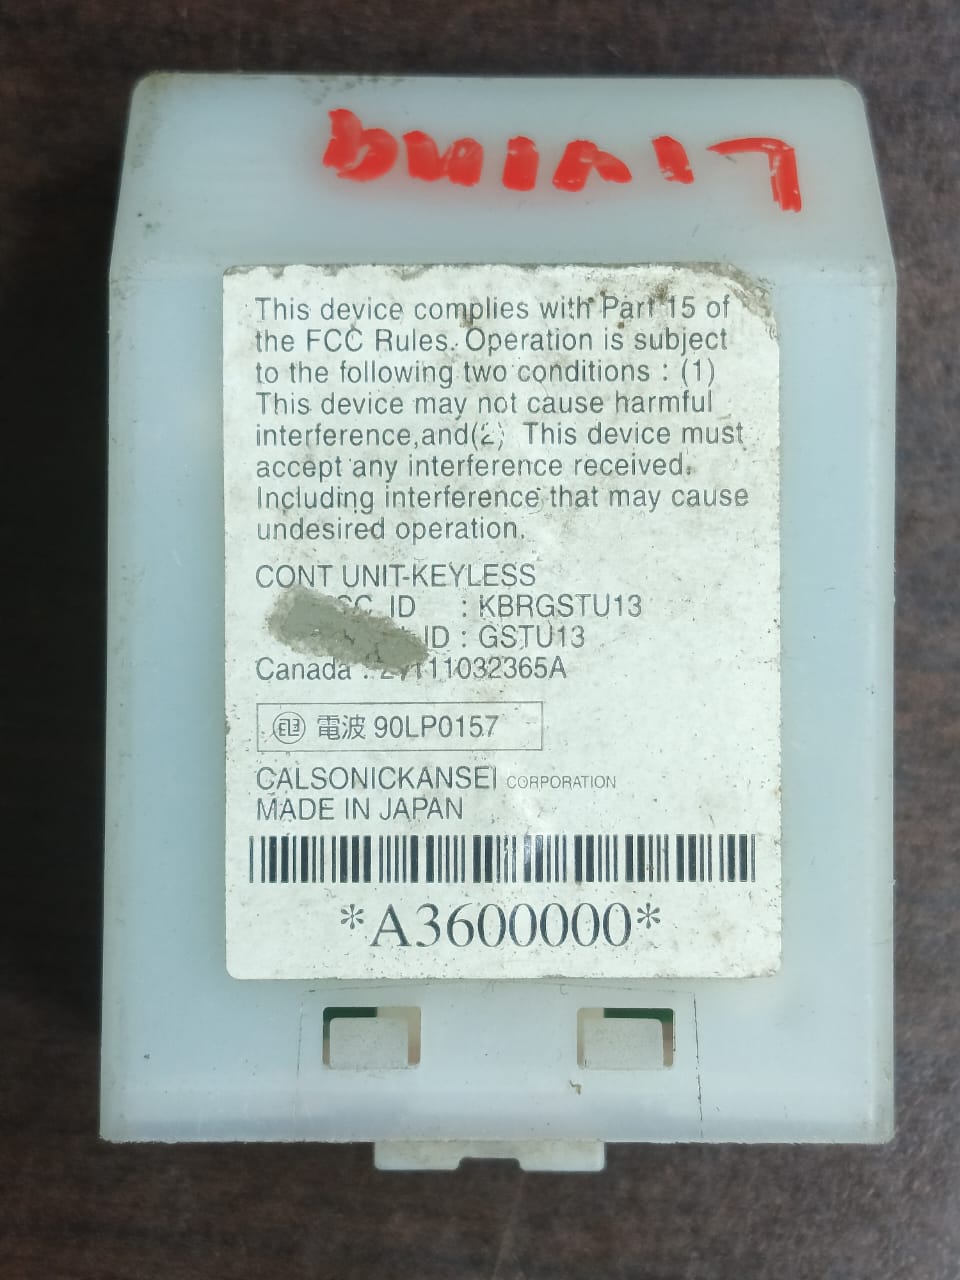 This device complies with Part 15 of
the FCC Rules. Operation is subject
to the following two conditions : (1)
This device may not cause harmful
interference,and(2) This device must
accept any interference received,
Including interference that may cause
undesired operation.
CONT UNIT-KEYLESS
ID : KBRGSTU13
ID : GSTU13
Canada :
電波 90LP0157
CALSONICKANSEI CORPORATION
MADE IN JAPAN
*A3600000*